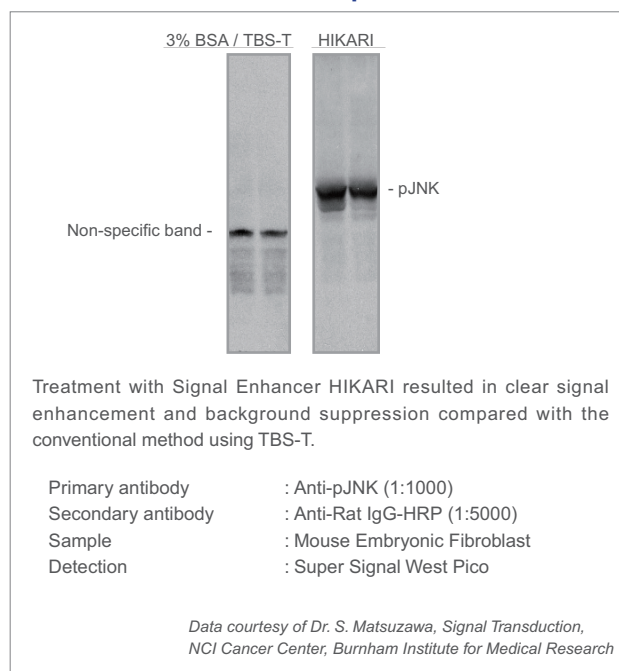 3% BSA / TBS-T HIKARI
- pJNK
Non-specific band -
Treatment with Signal Enhancer HIKARI resulted in clear signal
enhancement and background suppression compared with the
conventional method using TBS-T.
Primary antibody : Anti-pJNK (1:1000)
Secondary antibody : Anti-Rat IgG-HRP (1:5000)
Sample : Mouse Embryonic Fibroblast
Detection : Super Signal West Pico
Data courtesy of Dr. S. Matsuzawa, Signal Transduction,
NCI Cancer Center, Burnham Institute for Medical Research